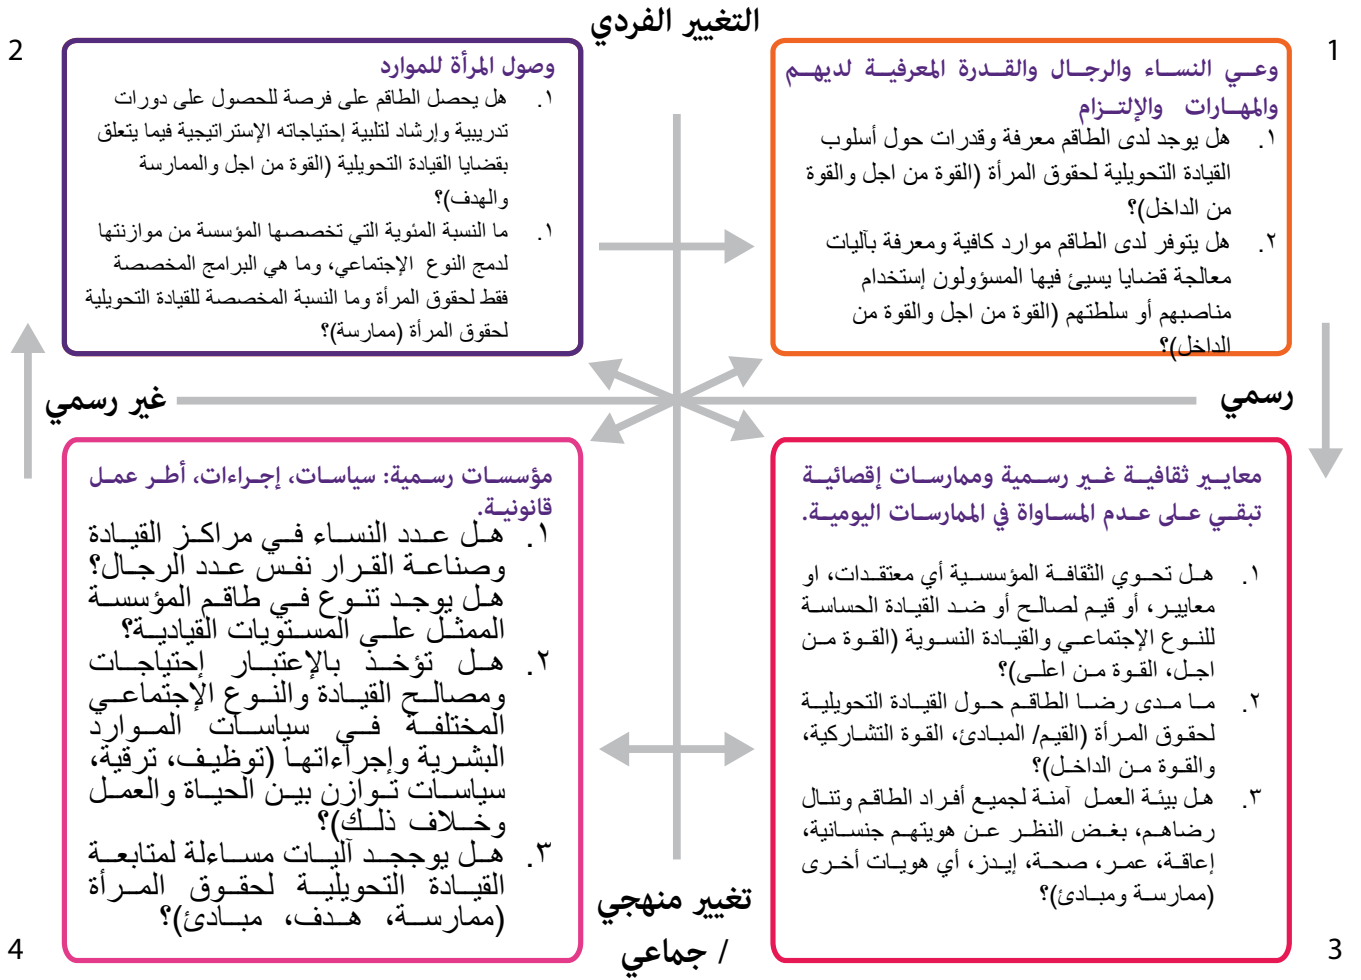 التغيير الفردي
1
وعي النساء والرجال والقدرة المعرفية لديهم
والمهارات والإلتزام
١. هل يوجد لدى الطاقم معرفة وقدرات حول أسلوب
القيادة التحويلية لحقوق المرأة (القوة من اجل والقوة
من الداخل)؟
٢. هل يتوفر لدى الطاقم موارد كافية ومعرفة بآليات
معالجة قضايا يسيئ فيها المسؤولون إستخدام
مناصبهم أو سلطتهم (القوة من اجل والقوة من
الداخل)؟
2
وصول المرأة للموارد
١. هل يحصل الطاقم على فرصة للحصول على دورات
تدريبية وإرشاد لتلبية إحتياجاته الإستراتيجية فيما يتعلق
بقضايا القيادة التحويلية (القوة من اجل والممارسة
والهدف)؟
١. ما النسبة المئوية التي تخصصها المؤسسة من موازنتها
لدمج النوع الإجتماعي، وما هي البرامج المخصصة
فقط لحقوق المرأة وما النسبة المخصصة للقيادة التحويلية
لحقوق المرأة (ممارسة)؟
رسمي
غير رسمي
معايير ثقافية غير رسمية وممارسات إقصائية
تبقي على عدم المساواة في الممارسات اليومية.
١. هل تحوي الثقافة المؤسسية أي معتقدات، او
معايير، أو قيم لصالح أو ضد القيادة الحساسة
للنوع الإجتماعي والقيادة النسوية (القوة من
اجل، القوة من اعلى)؟
٢. ما مدى رضا الطاقم حول القيادة التحويلية
لحقوق المرأة (القيم/ المبادئ، القوة التشاركية،
والقوة من الداخل)؟
٣. هل بيئة العمل آمنة لجميع أفراد الطاقم وتنال
رضاهم، بغض النظر عن هويتهم جنسانية،
إعاقة، عمر، صحة، إيدز، أي هويات أخرى
(ممارسة ومبادئ)؟
3
مؤسسات رسمية: سياسات، إجراءات، أطر عمل
قانونية.
١. هل عدد النساء في مراكز القيادة
وصناعة القرار نفس عدد الرجال؟
هل يوجد تنوع في طاقم المؤسسة
الممثل على المستويات القيادية؟
٢. هل تؤخذ بالإعتبار إحتياجات
ومصالح القيادة والنوع الإجتماعي
المختلفة في سياسات الموارد
البشرية وإجراءاتها (توظيف، ترقية،
سياسات توازن بين الحياة والعمل
وخلاف ذلك)؟
٣. هل يوججد آليات مساءلة لمتابعة
القيادة التحويلية لحقوق المرأة
(ممارسة، هدف، مبادئ)؟
4
تغيير منهجي
/ جماعي